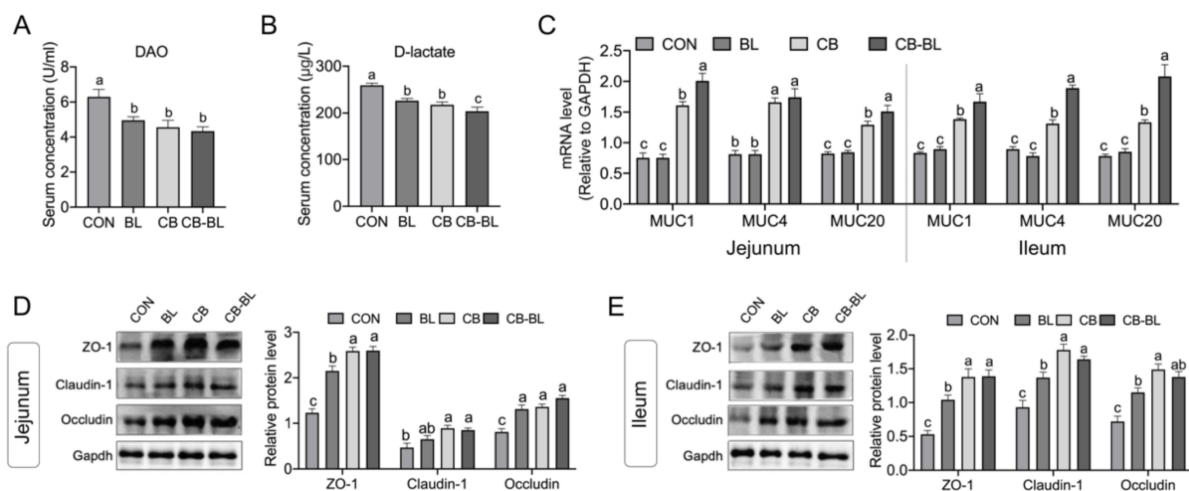 A
DAO
Serum concentration (U/ml)
8
6
4
2
0
a
b
b
b
CON BL CB CB-BL
B
D-lactate
Serum concentration (μg/L)
300
200
100
0
a
b
b
c
CON BL CB CB-BL
C
CON BL CB CB-BL
mRNA level
(Relative to GAPDH)
2.5
2.0
1.5
1.0
0.5
0.0
c c b a b b a a c c b a c c b a c c b a c c b a
MUC1 MUC4 MUC20 MUC1 MUC4 MUC20
Jejunum Ileum
D
Jejunum
CON BL CB CB-BL
ZO-1
Claudin-1
Occludin
Gapdh
CON BL CB CB-BL
Relative protein level
3
2
1
0
c b a a b ab a a c a a a
ZO-1 Claudin-1 Occludin
E
Ileum
CON BL CB CB-BL
ZO-1
Claudin-1
Occludin
Gapdh
CON BL CB CB-BL
Relative protein level
2.0
1.5
1.0
0.5
0.0
c b a a c b a a c b a ab
ZO-1 Claudin-1 Occludin